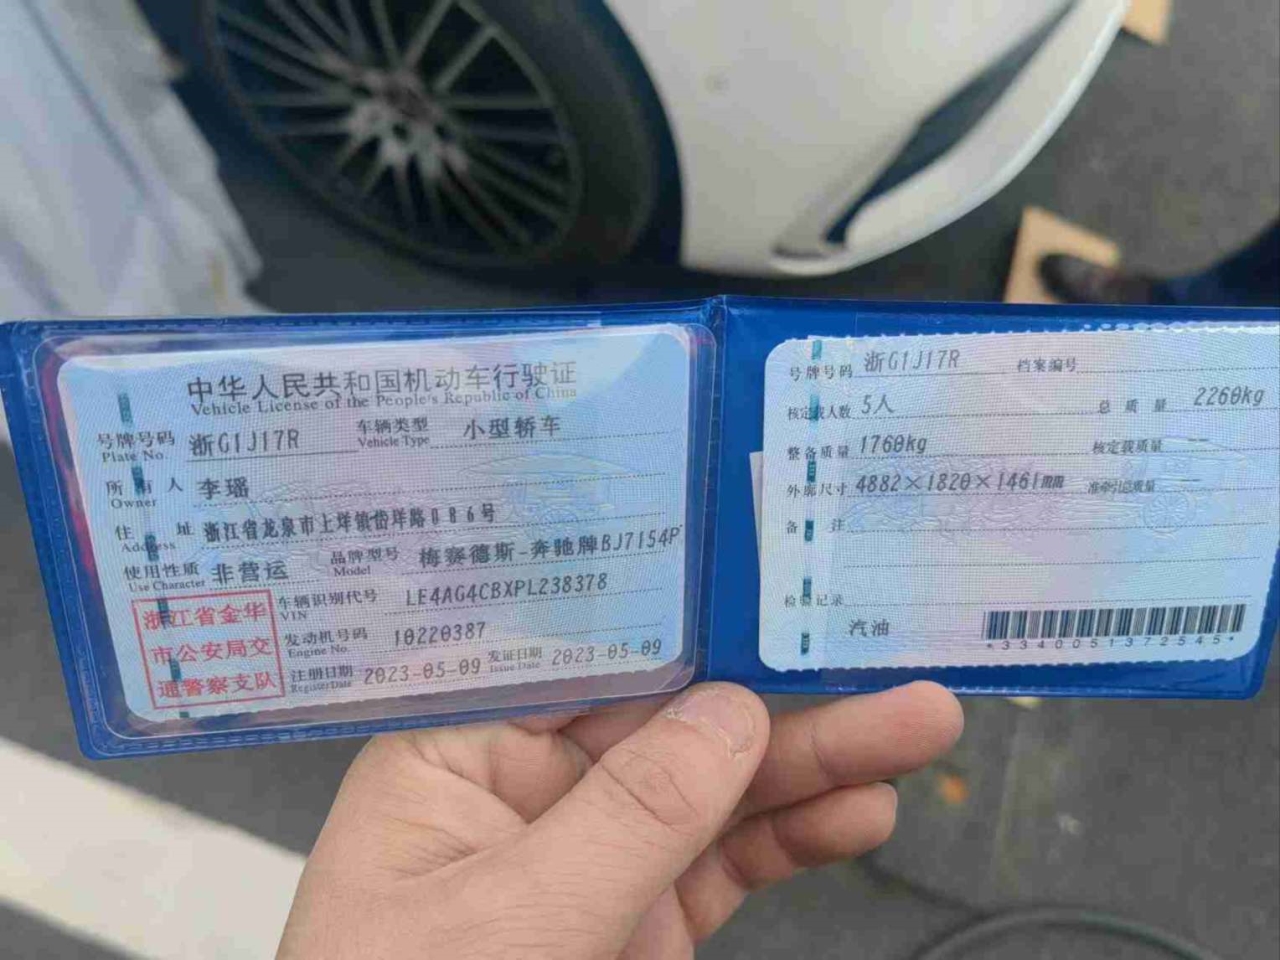 中华人民共和国机动车行驶证
Vehicle License of the People's Republic of China
号牌号码 浙G1J17R 车辆类型 小型轿车
Plate No. Vehicle Type
所有人 李瑶
Owner
住址 浙江省龙泉市上垟镇岱垟路086号
Address
使用性质 非营运 品牌型号 梅赛德斯-奔驰牌BJ7154P
Use Character Model
浙江省金华
市公安局交
通警察支队
车辆识别代号 LE4AG4CBXPL238378
VIN
发动机号码 10220387
Engine No.
注册日期 2023-05-09 发证日期 2023-05-09
Register Date Issue Date
号牌号码 浙G1J17R 档案编号
核定载人数 5人 总质量 2260kg
整备质量 1760kg 核定载质量 --
外廓尺寸 4882×1820×1461mm 准牵引总质量 --
备注
检验记录
汽油
*3340051372545*